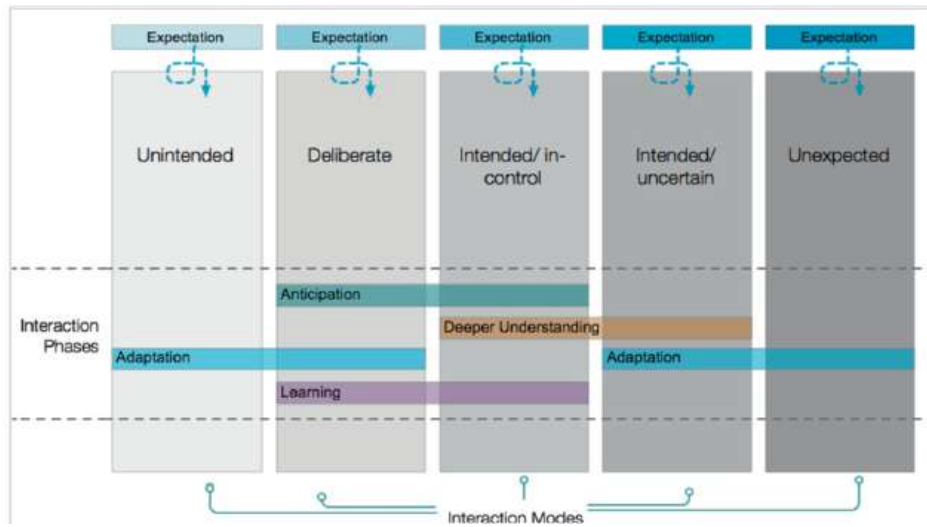 Expectation
Expectation
Expectation
Expectation
Expectation
Unintended
Deliberate
Intended/ in-
control
Intended/
uncertain
Unexpected
Interaction
Phases
Anticipation
Deeper Understanding
Adaptation
Adaptation
Learning
Interaction Modes